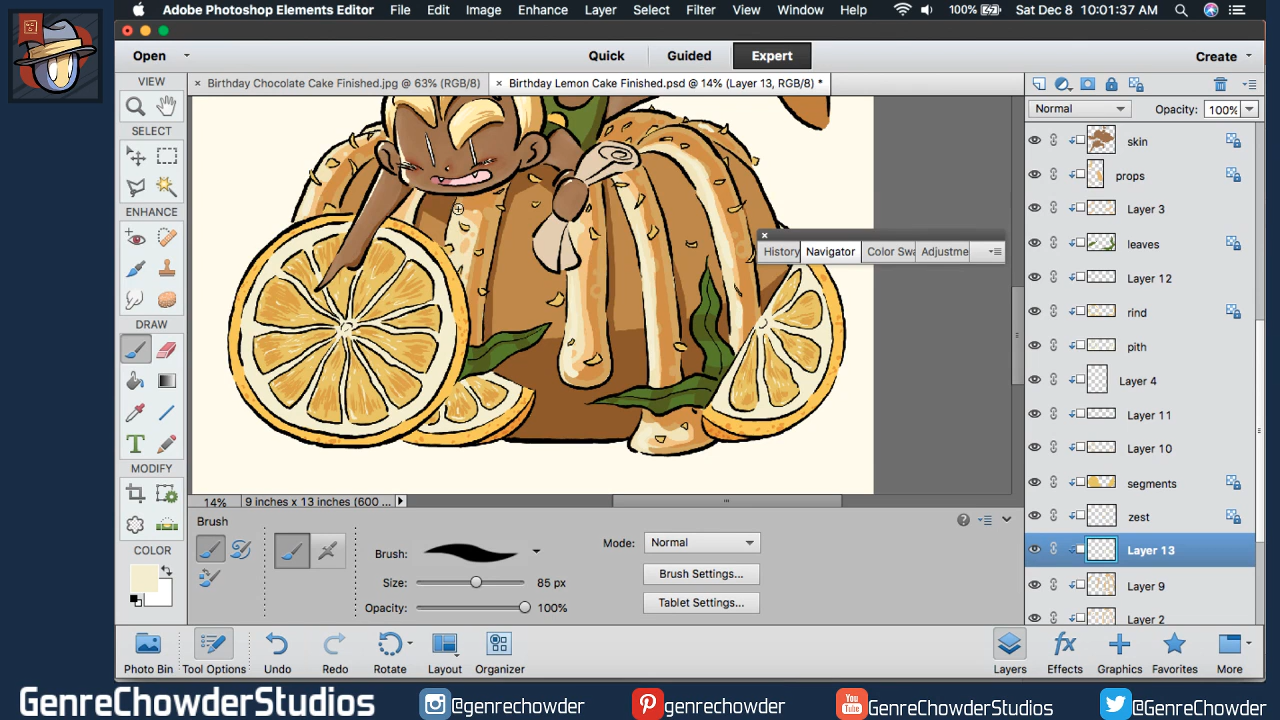 Adobe Photoshop Elements Editor File Edit Image Enhance Layer Select Filter View Window Help 100% Sat Dec 8 10:01:37 AM
Open Quick Guided Expert Create
VIEW × Birthday Chocolate Cake Finished.jpg @ 63% (RGB/8) × Birthday Lemon Cake Finished.psd @ 14% (Layer 13, RGB/8) *
Normal Opacity: 100%
SELECT
skin
props
ENHANCE Layer 3
History Navigator Color Swa Adjustme leaves
Layer 12
DRAW rind
pith
Layer 4
Layer 11
T Layer 10
MODIFY segments
14% 9 inches x 13 inches (600 ... zest
Brush
COLOR Brush: Mode: Normal Layer 13
Size: 85 px Brush Settings... Layer 9
Opacity: 100% Tablet Settings... Layer 2
fx
Photo Bin Tool Options Undo Redo Rotate Layout Organizer Layers Effects Graphics Favorites More
GenreChowderStudios @genrechowder genrechowder You Tube GenreChowderStudios @GenreChowder